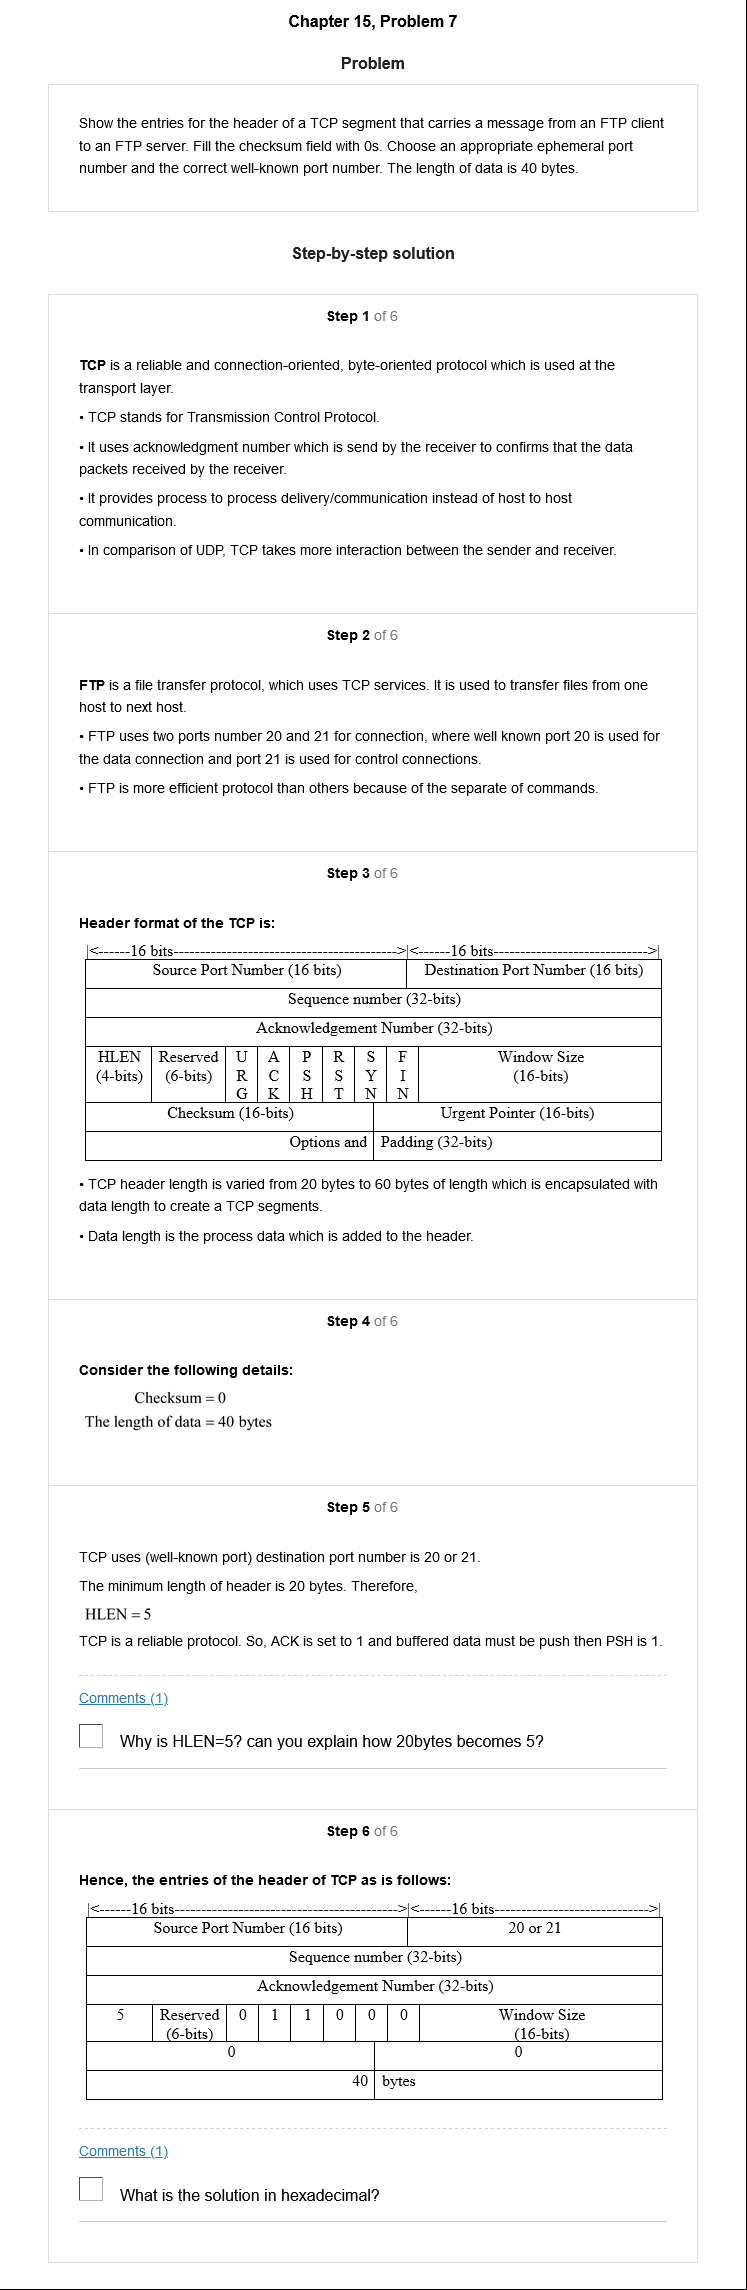 Chapter 15, Problem 7
Problem
Show the entries for the header of a TCP segment that carries a message from an FTP client
to an FTP server. Fill the checksum field with 0s. Choose an appropriate ephemeral port
number and the correct well-known port number. The length of data is 40 bytes.
Step-by-step solution
Step 1 of 6
TCP is a reliable and connection-oriented, byte-oriented protocol which is used at the
transport layer.
• TCP stands for Transmission Control Protocol.
• It uses acknowledgment number which is send by the receiver to confirms that the data
packets received by the receiver.
• It provides process to process delivery/communication instead of host to host
communication.
• In comparison of UDP, TCP takes more interaction between the sender and receiver.
Step 2 of 6
FTP is a file transfer protocol, which uses TCP services. It is used to transfer files from one
host to next host.
• FTP uses two ports number 20 and 21 for connection, where well known port 20 is used for
the data connection and port 21 is used for control connections.
• FTP is more efficient protocol than others because of the separate of commands.
Step 3 of 6
Header format of the TCP is:
|<------16 bits------------------------------------------>|<------16 bits----------------------------->|
Source Port Number (16 bits) Destination Port Number (16 bits)
Sequence number (32-bits)
Acknowledgement Number (32-bits)
HLEN Reserved U A P R S F Window Size
(4-bits) (6-bits) R C S S Y I (16-bits)
G K H T N N
Checksum (16-bits) Urgent Pointer (16-bits)
Options and Padding (32-bits)
• TCP header length is varied from 20 bytes to 60 bytes of length which is encapsulated with
data length to create a TCP segments.
• Data length is the process data which is added to the header.
Step 4 of 6
Consider the following details:
Checksum = 0
The length of data = 40 bytes
Step 5 of 6
TCP uses (well-known port) destination port number is 20 or 21.
The minimum length of header is 20 bytes. Therefore,
HLEN = 5
TCP is a reliable protocol. So, ACK is set to 1 and buffered data must be push then PSH is 1.
Comments (1)
Why is HLEN=5? can you explain how 20bytes becomes 5?
Step 6 of 6
Hence, the entries of the header of TCP as is follows:
|<------16 bits------------------------------------------>|<------16 bits----------------------------->|
Source Port Number (16 bits) 20 or 21
Sequence number (32-bits)
Acknowledgement Number (32-bits)
5 Reserved 0 1 1 0 0 0 Window Size
(6-bits) (16-bits)
0 0
40 bytes
Comments (1)
What is the solution in hexadecimal?